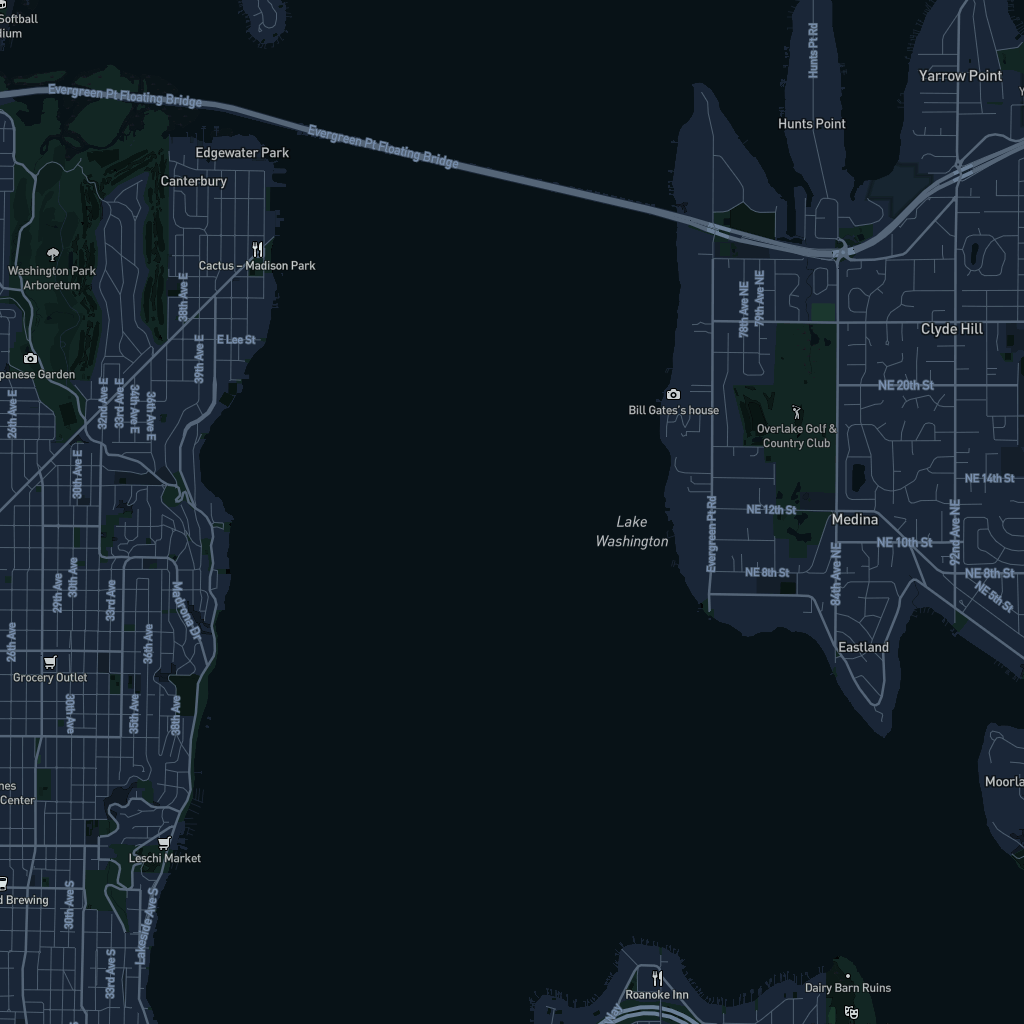 Softball
Evergreen Pt Floating Bridge
Evergreen Pt Floating Bridge
Hunts Pt Rd
Yarrow Point
Hunts Point
Edgewater Park
Canterbury
Washington Park
Arboretum
Cactus – Madison Park
38th Ave E
39th Ave E
E Lee St
78th Ave NE
79th Ave NE
Clyde Hill
panese Garden
26th Ave E
32nd Ave E
33rd Ave E
34th Ave E
36th Ave E
30th Ave E
Bill Gates's house
NE 20th St
Overlake Golf &
Country Club
NE 14th St
NE 12th St
Medina
Lake
Washington
Evergreen Pt Rd
84th Ave NE
92nd Ave NE
NE 10th St
NE 8th St
NE 8th St
NE 5th St
29th Ave
30th Ave
33rd Ave
Madrona Dr
26th Ave
36th Ave
Eastland
Grocery Outlet
30th Ave
35th Ave
38th Ave
Moorla
nes
Center
Leschi Market
d Brewing
30th Ave S
Lakeside Ave S
33rd Ave S
Roanoke Inn
Way
Dairy Barn Ruins